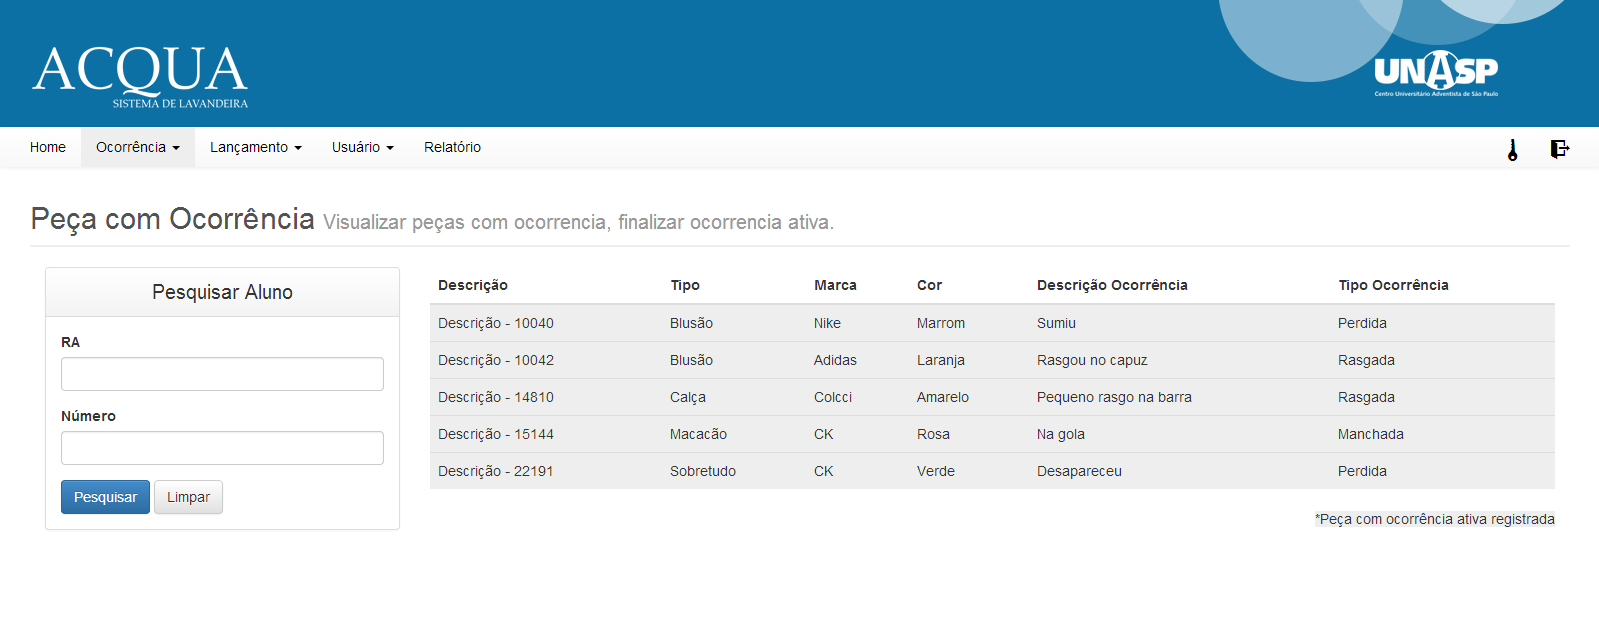 ACQUA
SISTEMA DE LAVANDEIRA
UNASP
Centro Universitário Adventista de São Paulo
Home Ocorrência Lançamento Usuário Relatório
Peça com Ocorrência Visualizar peças com ocorrencia, finalizar ocorrencia ativa.
Pesquisar Aluno
RA
Número
Pesquisar Limpar
Descrição Tipo Marca Cor Descrição Ocorrência Tipo Ocorrência
Descrição - 10040 Blusão Nike Marrom Sumiu Perdida
Descrição - 10042 Blusão Adidas Laranja Rasgou no capuz Rasgada
Descrição - 14810 Calça Colcci Amarelo Pequeno rasgo na barra Rasgada
Descrição - 15144 Macacão CK Rosa Na gola Manchada
Descrição - 22191 Sobretudo CK Verde Desapareceu Perdida
*Peça com ocorrência ativa registrada